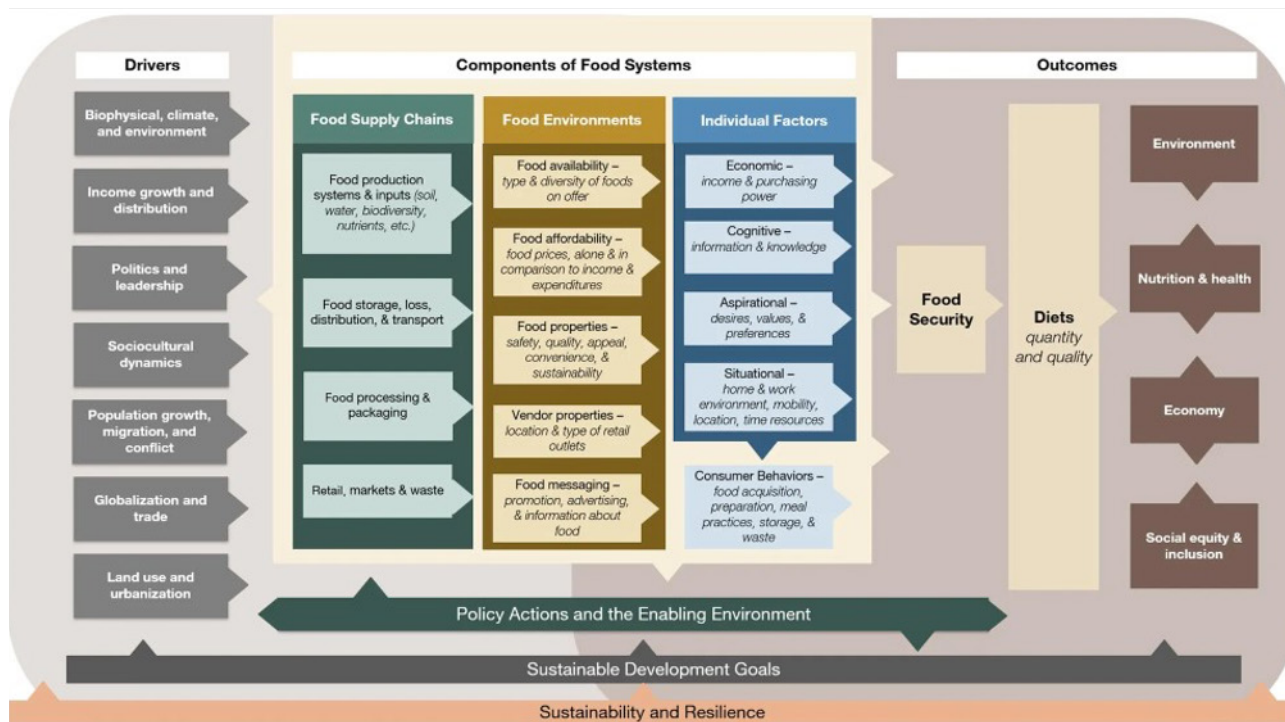 Drivers
Biophysical, climate,
and environment
Income growth and
distribution
Politics and
leadership
Sociocultural
dynamics
Population growth,
migration, and
conflict
Globalization and
trade
Land use and
urbanization
Components of Food Systems
Food Supply Chains
Food production
systems & inputs (soil,
water, biodiversity,
nutrients, etc.)
Food storage, loss,
distribution, & transport
Food processing &
packaging
Retail, markets & waste
Food Environments
Food availability –
type & diversity of foods
on offer
Food affordability –
food prices, alone & in
comparison to income &
expenditures
Food properties –
safety, quality, appeal,
convenience, &
sustainability
Vendor properties –
location & type of retail
outlets
Food messaging –
promotion, advertising,
& information about
food
Individual Factors
Economic –
income & purchasing
power
Cognitive –
information & knowledge
Aspirational –
desires, values, &
preferences
Situational –
home & work
environment, mobility,
location, time resources
Consumer Behaviors –
food acquisition,
preparation, meal
practices, storage, &
waste
Outcomes
Food
Security
Diets
quantity
and quality
Environment
Nutrition & health
Economy
Social equity &
inclusion
Policy Actions and the Enabling Environment
Sustainable Development Goals
Sustainability and Resilience